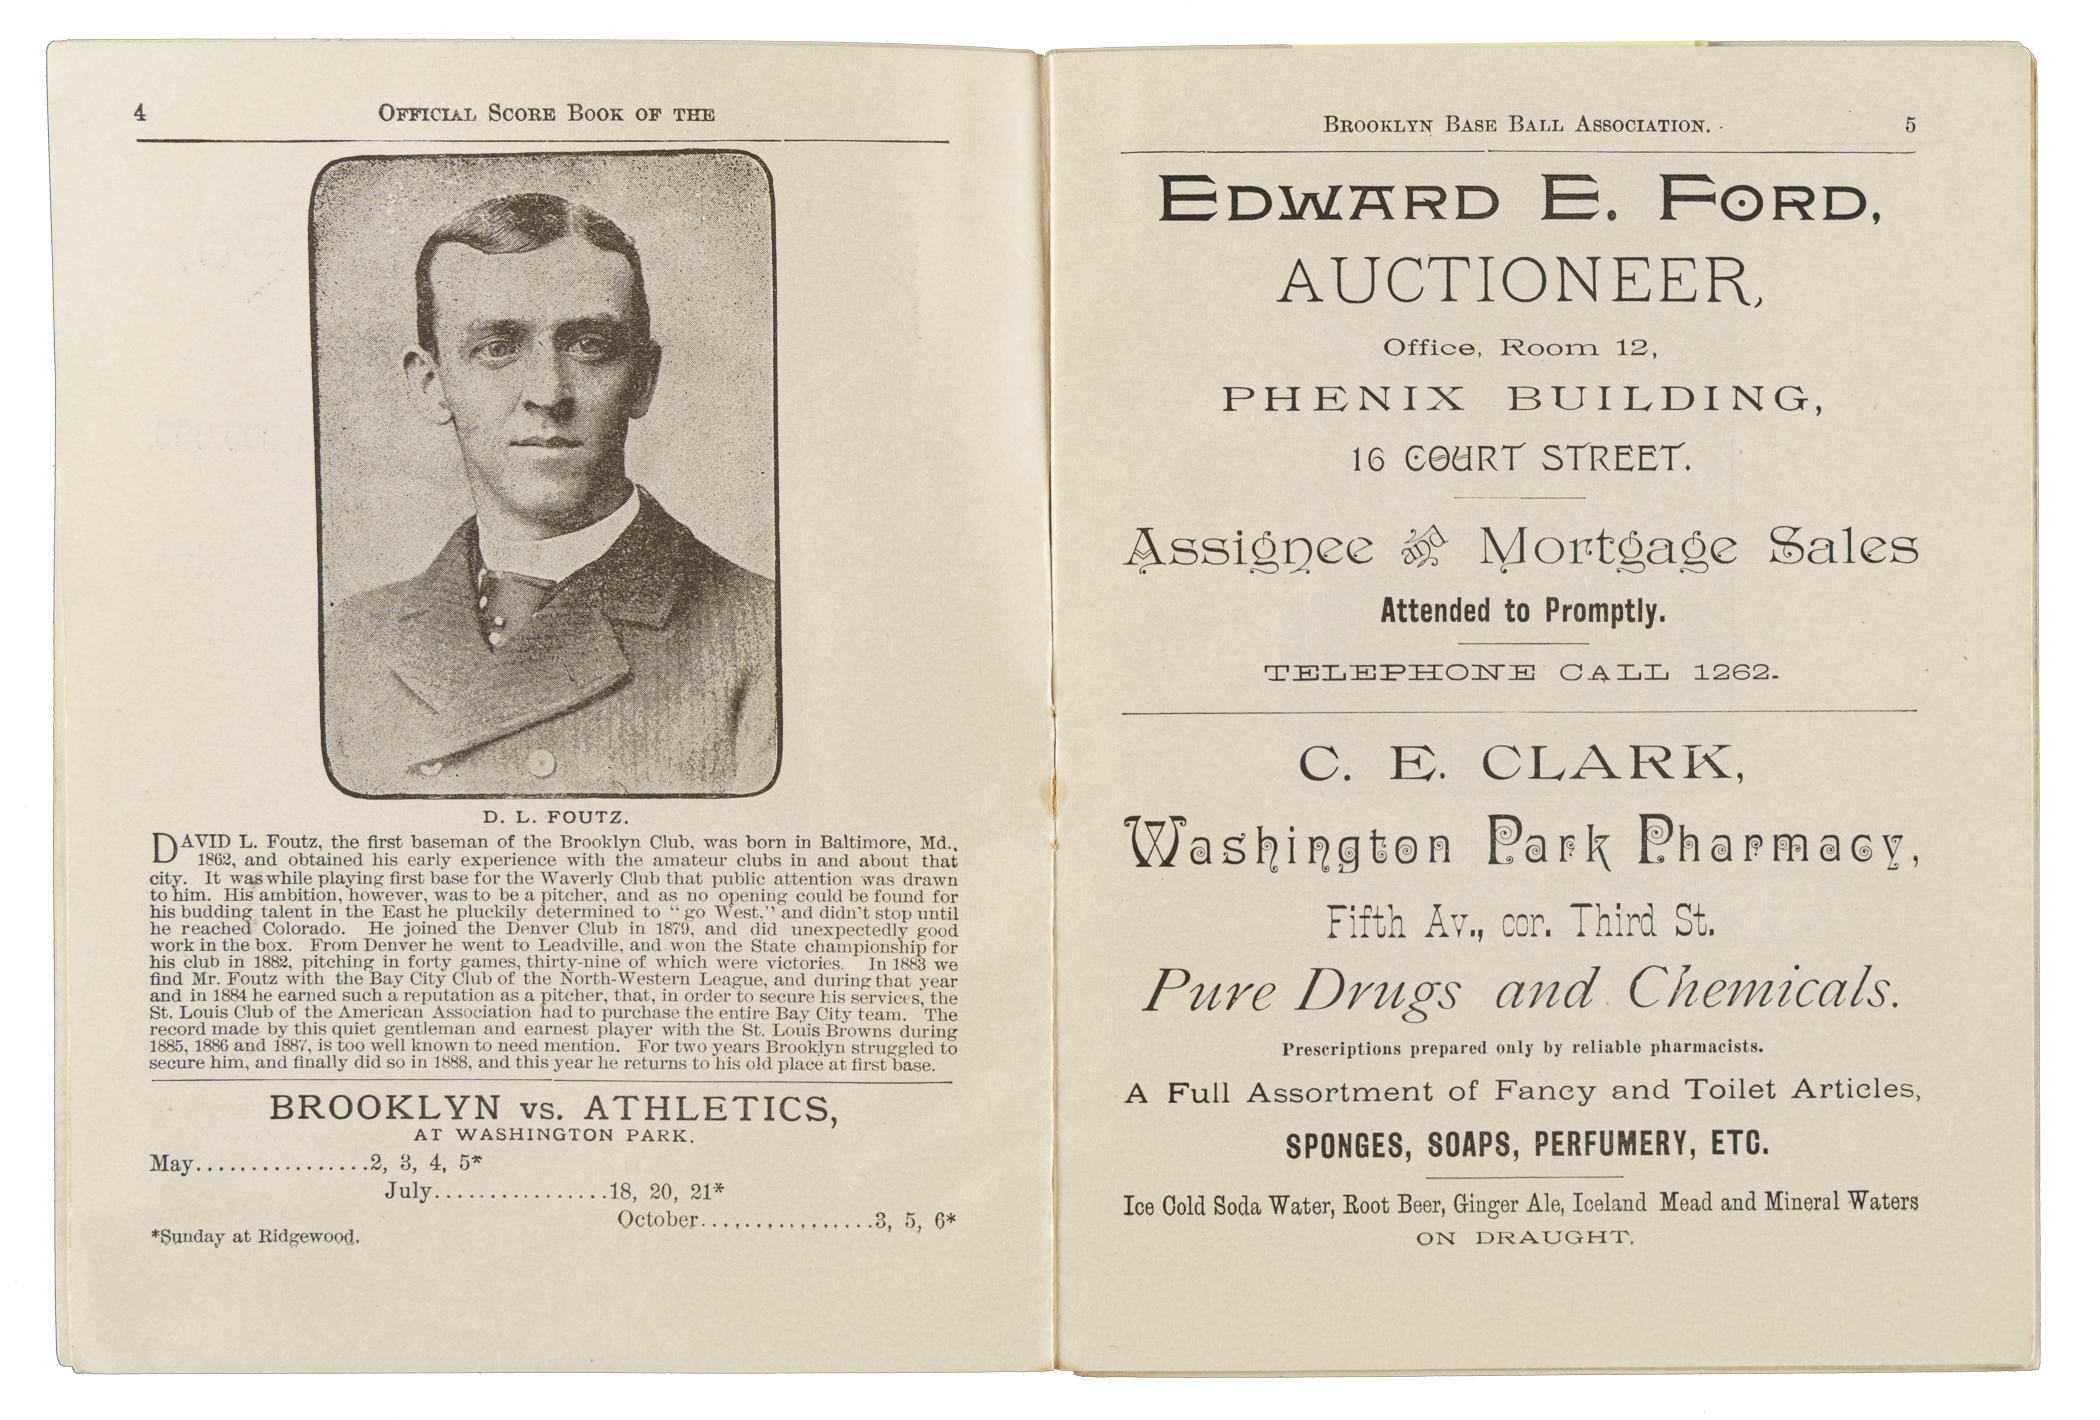 4
OFFICIAL SCORE BOOK OF THE
D. L. FOUTZ.
DAVID L. Foutz, the first baseman of the Brooklyn Club, was born in Baltimore, Md.,
1862, and obtained his early experience with the amateur clubs in and about that
city. It was while playing first base for the Waverly Club that public attention was drawn
to him. His ambition, however, was to be a pitcher, and as no opening could be found for
his budding talent in the East he pluckily determined to "go West," and didn't stop until
he reached Colorado. He joined the Denver Club in 1879, and did unexpectedly good
work in the box. From Denver he went to Leadville, and won the State championship for
his club in 1882, pitching in forty games, thirty-nine of which were victories. In 1883 we
find Mr. Foutz with the Bay City Club of the North-Western League, and during that year
and in 1884 he earned such a reputation as a pitcher, that, in order to secure his services, the
St. Louis Club of the American Association had to purchase the entire Bay City team. The
record made by this quiet gentleman and earnest player with the St. Louis Browns during
1885, 1886 and 1887, is too well known to need mention. For two years Brooklyn struggled to
secure him, and finally did so in 1888, and this year he returns to his old place at first base.
BROOKLYN vs. ATHLETICS,
AT WASHINGTON PARK.
May................2, 3, 4, 5*
July................18, 20, 21*
October................3, 5, 6*
*Sunday at Ridgewood.
BROOKLYN BASE BALL ASSOCIATION.
5
EDWARD E. FORD,
AUCTIONEER,
Office, Room 12,
PHENIX BUILDING,
16 COURT STREET.
Assignee and Mortgage Sales
Attended to Promptly.
TELEPHONE CALL 1262.
C. E. CLARK,
Washington Park Pharmacy,
Fifth Av., cor. Third St.
Pure Drugs and Chemicals.
Prescriptions prepared only by reliable pharmacists.
A Full Assortment of Fancy and Toilet Articles,
SPONGES, SOAPS, PERFUMERY, ETC.
Ice Cold Soda Water, Root Beer, Ginger Ale, Iceland Mead and Mineral Waters
ON DRAUGHT.